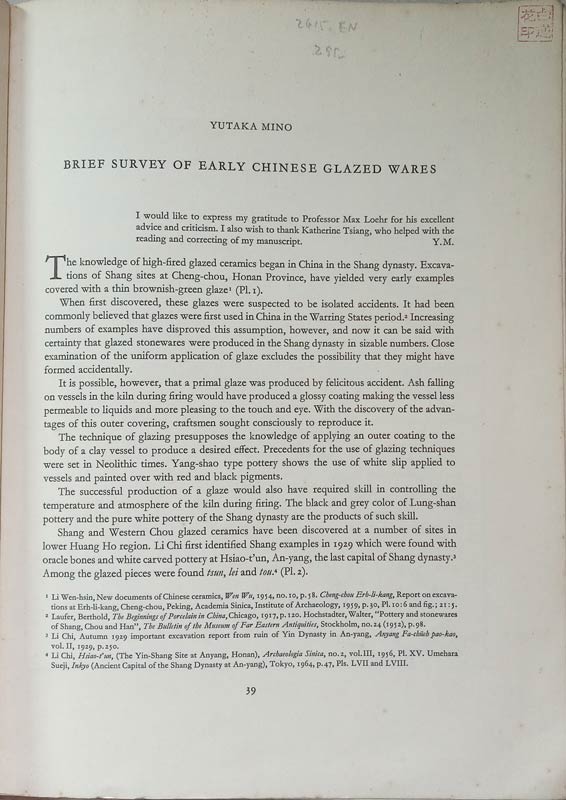 2415. EN
295_
YUTAKA MINO
BRIEF SURVEY OF EARLY CHINESE GLAZED WARES
I would like to express my gratitude to Professor Max Loehr for his excellent
advice and criticism. I also wish to thank Katherine Tsiang, who helped with the
reading and correcting of my manuscript. Y.M.
The knowledge of high-fired glazed ceramics began in China in the Shang dynasty. Excava-
tions of Shang sites at Cheng-chou, Honan Province, have yielded very early examples
covered with a thin brownish-green glaze¹ (Pl. 1).
When first discovered, these glazes were suspected to be isolated accidents. It had been
commonly believed that glazes were first used in China in the Warring States period.² Increasing
numbers of examples have disproved this assumption, however, and now it can be said with
certainty that glazed stonewares were produced in the Shang dynasty in sizable numbers. Close
examination of the uniform application of glaze excludes the possibility that they might have
formed accidentally.
It is possible, however, that a primal glaze was produced by felicitous accident. Ash falling
on vessels in the kiln during firing would have produced a glossy coating making the vessel less
permeable to liquids and more pleasing to the touch and eye. With the discovery of the advan-
tages of this outer covering, craftsmen sought consciously to reproduce it.
The technique of glazing presupposes the knowledge of applying an outer coating to the
body of a clay vessel to produce a desired effect. Precedents for the use of glazing techniques
were set in Neolithic times. Yang-shao type pottery shows the use of white slip applied to
vessels and painted over with red and black pigments.
The successful production of a glaze would also have required skill in controlling the
temperature and atmosphere of the kiln during firing. The black and grey color of Lung-shan
pottery and the pure white pottery of the Shang dynasty are the products of such skill.
Shang and Western Chou glazed ceramics have been discovered at a number of sites in
lower Huang Ho region. Li Chi first identified Shang examples in 1929 which were found with
oracle bones and white carved pottery at Hsiao-t'un, An-yang, the last capital of Shang dynasty.³
Among the glazed pieces were found tsun, lei and tou.⁴ (Pl. 2).
¹ Li Wen-hsin, New documents of Chinese ceramics, Wen Wu, 1954, no. 10, p. 58. Cheng-chou Erh-li-kang, Report on excava-
tions at Erh-li-kang, Cheng-chou, Peking, Academia Sinica, Institute of Archaeology, 1959, p. 30, Pl. 10:6 and fig.; 21:5.
² Laufer, Berthold, The Beginnings of Porcelain in China, Chicago, 1917, p. 120. Hochstadter, Walter, "Pottery and stonewares
of Shang, Chou and Han", The Bulletin of the Museum of Far Eastern Antiquities, Stockholm, no. 24 (1952), p. 98.
³ Li Chi, Autumn 1929 important excavation report from ruin of Yin Dynasty in An-yang, Anyang Fa-chüeh pao-kao,
vol. II, 1929, p. 250.
⁴ Li Chi, Hsiao-t'un, (The Yin-Shang Site at Anyang, Honan), Archaeologia Sinica, no. 2, vol. III, 1956, Pl. XV. Umehara
Sueji, Inkyo (Ancient Capital of the Shang Dynasty at An-yang), Tokyo, 1964, p. 47, Pls. LVII and LVIII.
39